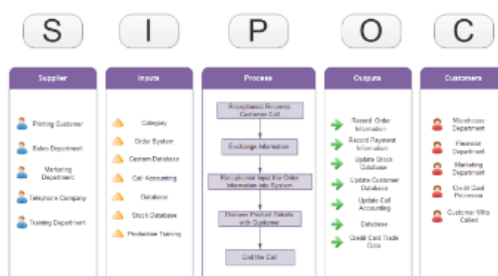 S I P O C
Supplier
Inputs
Process
Outputs
Customers
Printing Customer
Sales Department
Marketing
Department
Telephone Company
Training Department
Category
Order System
Custom Database
Call Accounting
Database
Stock Database
Production Training
Receptionist Receives
Customer Call
Exchange Information
Receptionist Input the Order
Information into System
Discuss Product Details
with Customer
End the Call
Record Order
Information
Record Payment
Information
Update Stock
Database
Update Customer
Database
Update Call
Accounting
Database
Credit Card Trade
Data
Warehouse
Department
Financial
Department
Marketing
Department
Credit Card
Processor
Customer Who
Called